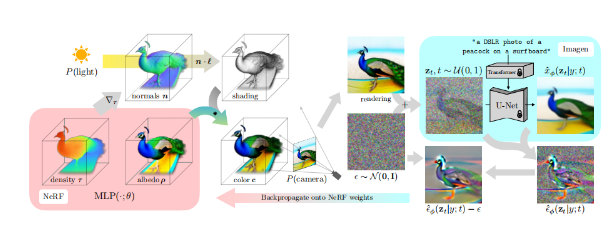 "a DSLR photo of a
peacock on a surfboard"
Imagen
P(light)
n · ℓ
z_t, t ∼ U(0, 1)
Transformer
x̂_ϕ(z_t|y; t)
U-Net
rendering
+
normals n
shading
∇_τ
density τ
albedo ρ
color c
P(camera)
ϵ ∼ N(0, I)
NeRF
MLP(·; θ)
Backpropagate onto NeRF weights
ϵ̂_ϕ(z_t|y; t) − ϵ
ϵ̂_ϕ(z_t|y; t)